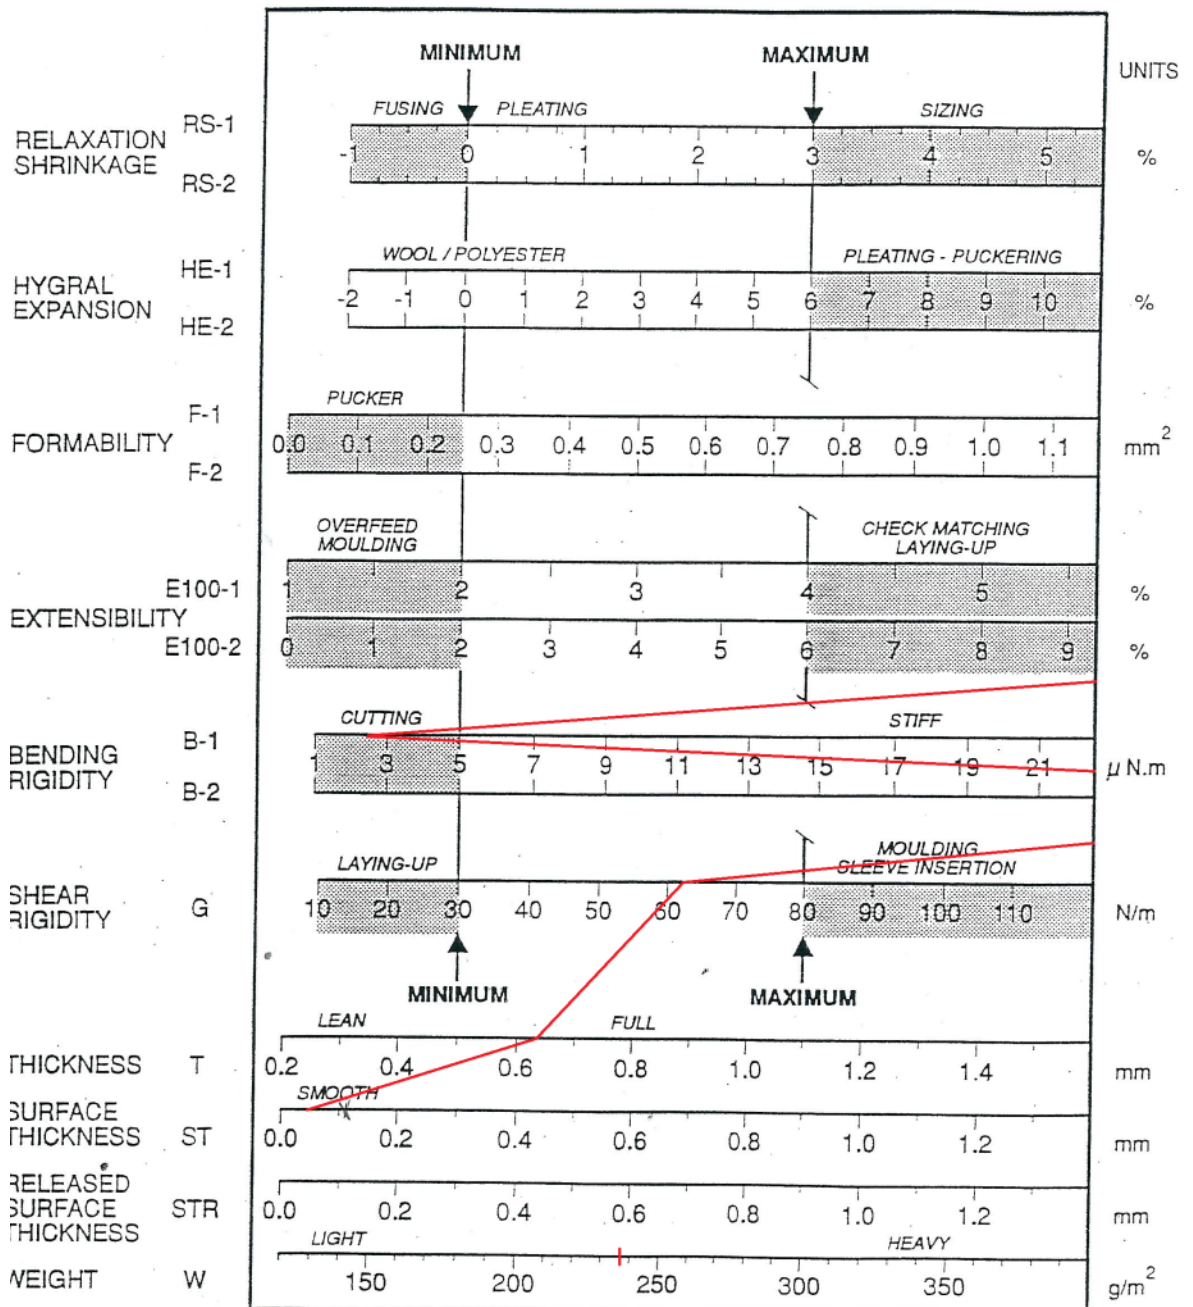 MINIMUM MAXIMUM UNITS
FUSING PLEATING SIZING
RELAXATION SHRINKAGE RS-1
-1 0 1 2 3 4 5 %
RS-2
WOOL / POLYESTER PLEATING - PUCKERING
HYGRAL EXPANSION HE-1
-2 -1 0 1 2 3 4 5 6 7 8 9 10 %
HE-2
PUCKER
F-1
FORMABILITY 0.0 0.1 0.2 0.3 0.4 0.5 0.6 0.7 0.8 0.9 1.0 1.1 mm²
F-2
OVERFEED MOULDING CHECK MATCHING LAYING-UP
E100-1 1 2 3 4 5 %
EXTENSIBILITY
E100-2 0 1 2 3 4 5 6 7 8 9 %
CUTTING STIFF
BENDING RIGIDITY B-1
1 3 5 7 9 11 13 15 17 19 21 µ N.m
B-2
LAYING-UP MOULDING SLEEVE INSERTION
SHEAR RIGIDITY G 10 20 30 40 50 60 70 80 90 100 110 N/m
MINIMUM MAXIMUM
LEAN FULL
THICKNESS T 0.2 0.4 0.6 0.8 1.0 1.2 1.4 mm
SMOOTH
SURFACE THICKNESS ST 0.0 0.2 0.4 0.6 0.8 1.0 1.2 mm
RELEASED SURFACE THICKNESS STR 0.0 0.2 0.4 0.6 0.8 1.0 1.2 mm
LIGHT HEAVY
WEIGHT W 150 200 250 300 350 g/m²